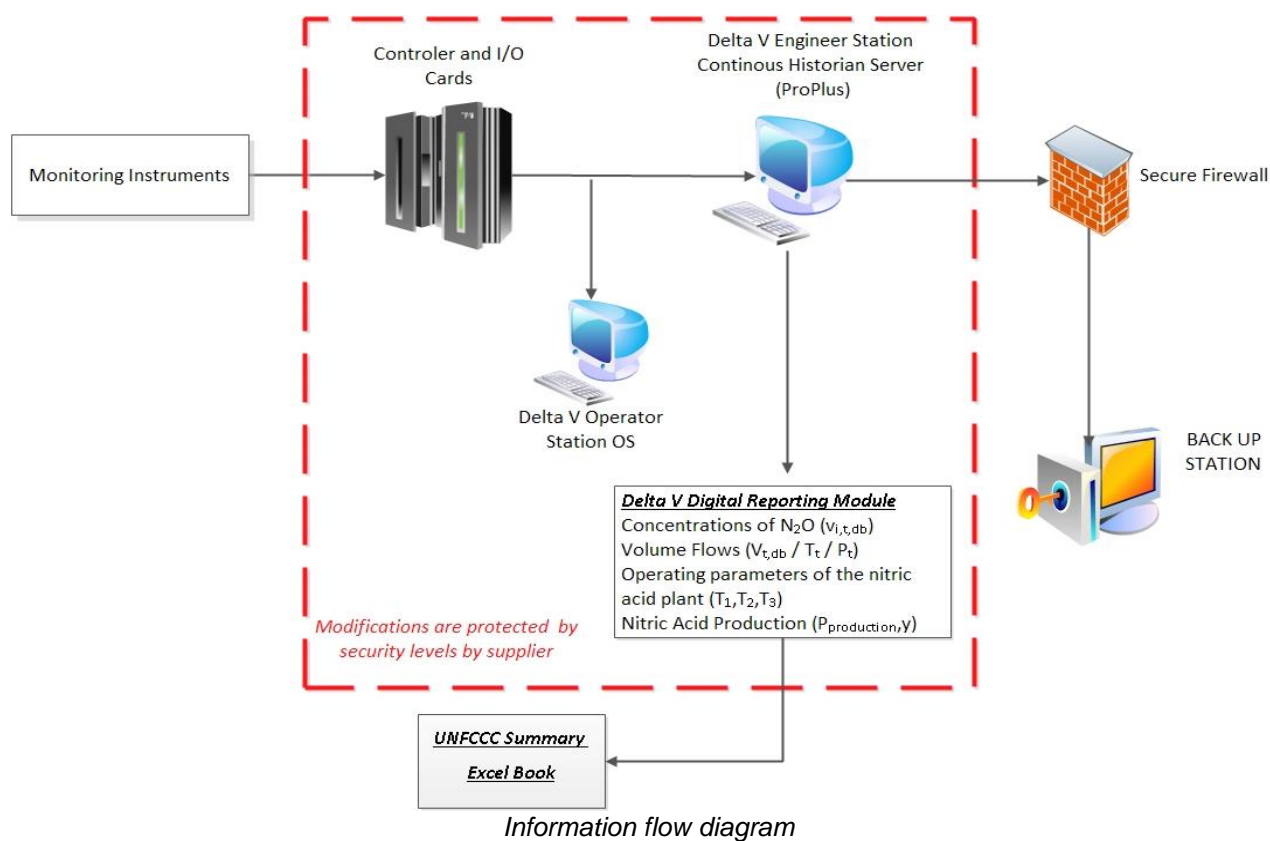 Controler and I/O
Cards
Delta V Engineer Station
Continous Historian Server
(ProPlus)
Monitoring Instruments
Secure Firewall
Delta V Operator
Station OS
BACK UP
STATION
Delta V Digital Reporting Module
Concentrations of N₂O (vᵢ,t,db)
Volume Flows (Vt,db / Tt / Pt)
Operating parameters of the nitric
acid plant (T₁,T₂,T₃)
Nitric Acid Production (Pproduction,y)
Modifications are protected by
security levels by supplier
UNFCCC Summary
Excel Book
Information flow diagram